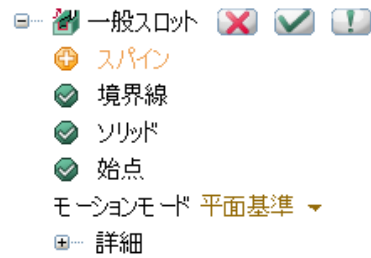 一般スロット
スパイン
境界線
ソリッド
始点
モーションモード 平面基準
詳細